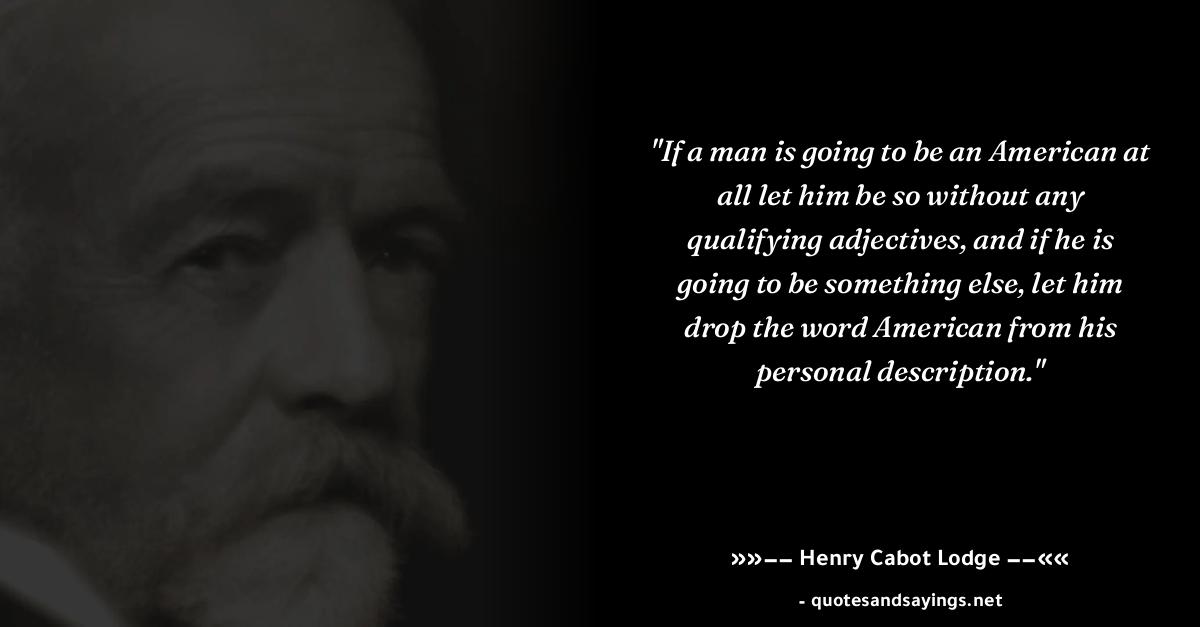 "If a man is going to be an American at
all let him be so without any
qualifying adjectives, and if he is
going to be something else, let him
drop the word American from his
personal description."
»»−− Henry Cabot Lodge −−««
- quotesandsayings.net